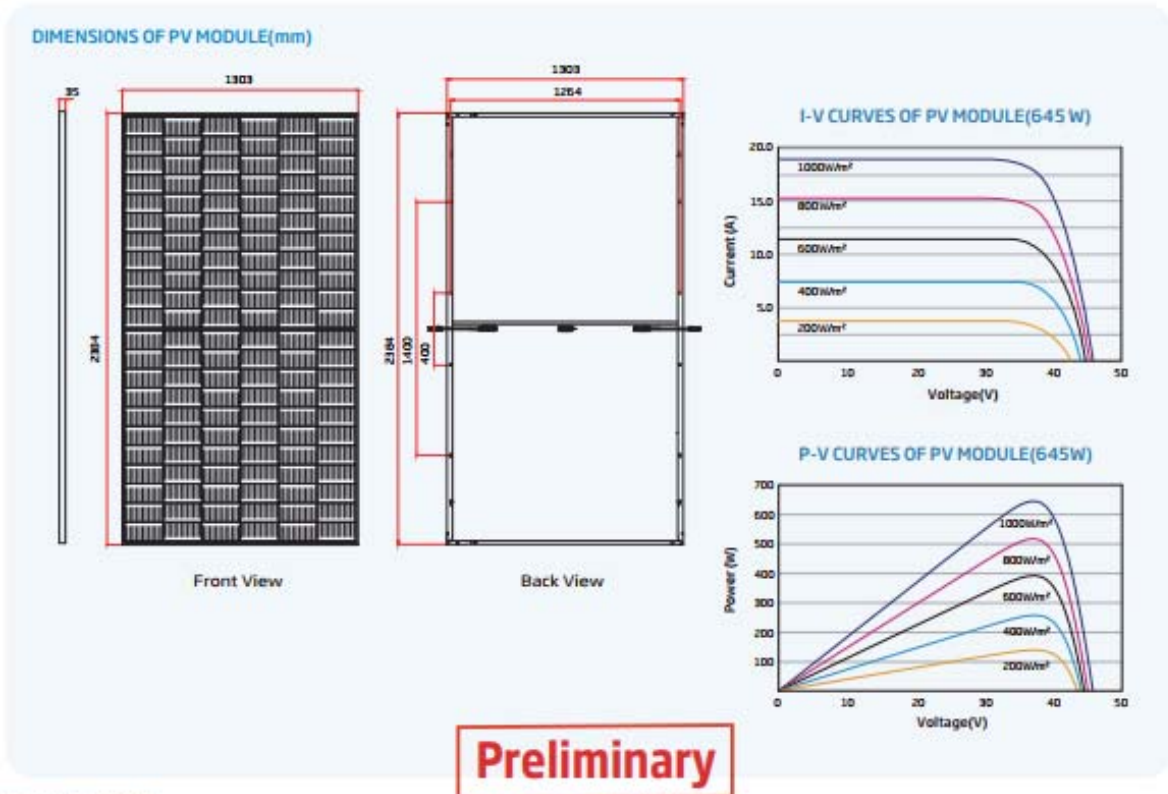 DIMENSIONS OF PV MODULE(mm)
35
1303
2384
Front View
1303
1264
2384
1400
400
Back View
I-V CURVES OF PV MODULE(645 W)
Current (A)
20.0
15.0
10.0
5.0
1000W/m²
800W/m²
600W/m²
400W/m²
200W/m²
0 10 20 30 40 50
Voltage(V)
P-V CURVES OF PV MODULE(645W)
Power (W)
700
600
500
400
300
200
100
1000W/m²
800W/m²
600W/m²
400W/m²
200W/m²
0 10 20 30 40 50
Voltage(V)
Preliminary